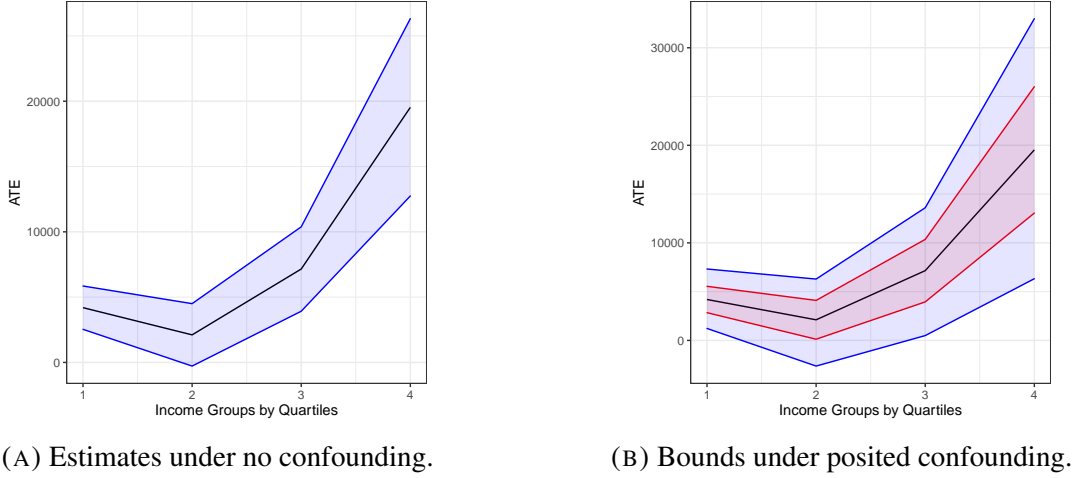 20000
10000
0
ATE
1 2 3 4
Income Groups by Quartiles
(A) Estimates under no confounding.
30000
20000
10000
0
ATE
1 2 3 4
Income Groups by Quartiles
(B) Bounds under posited confounding.